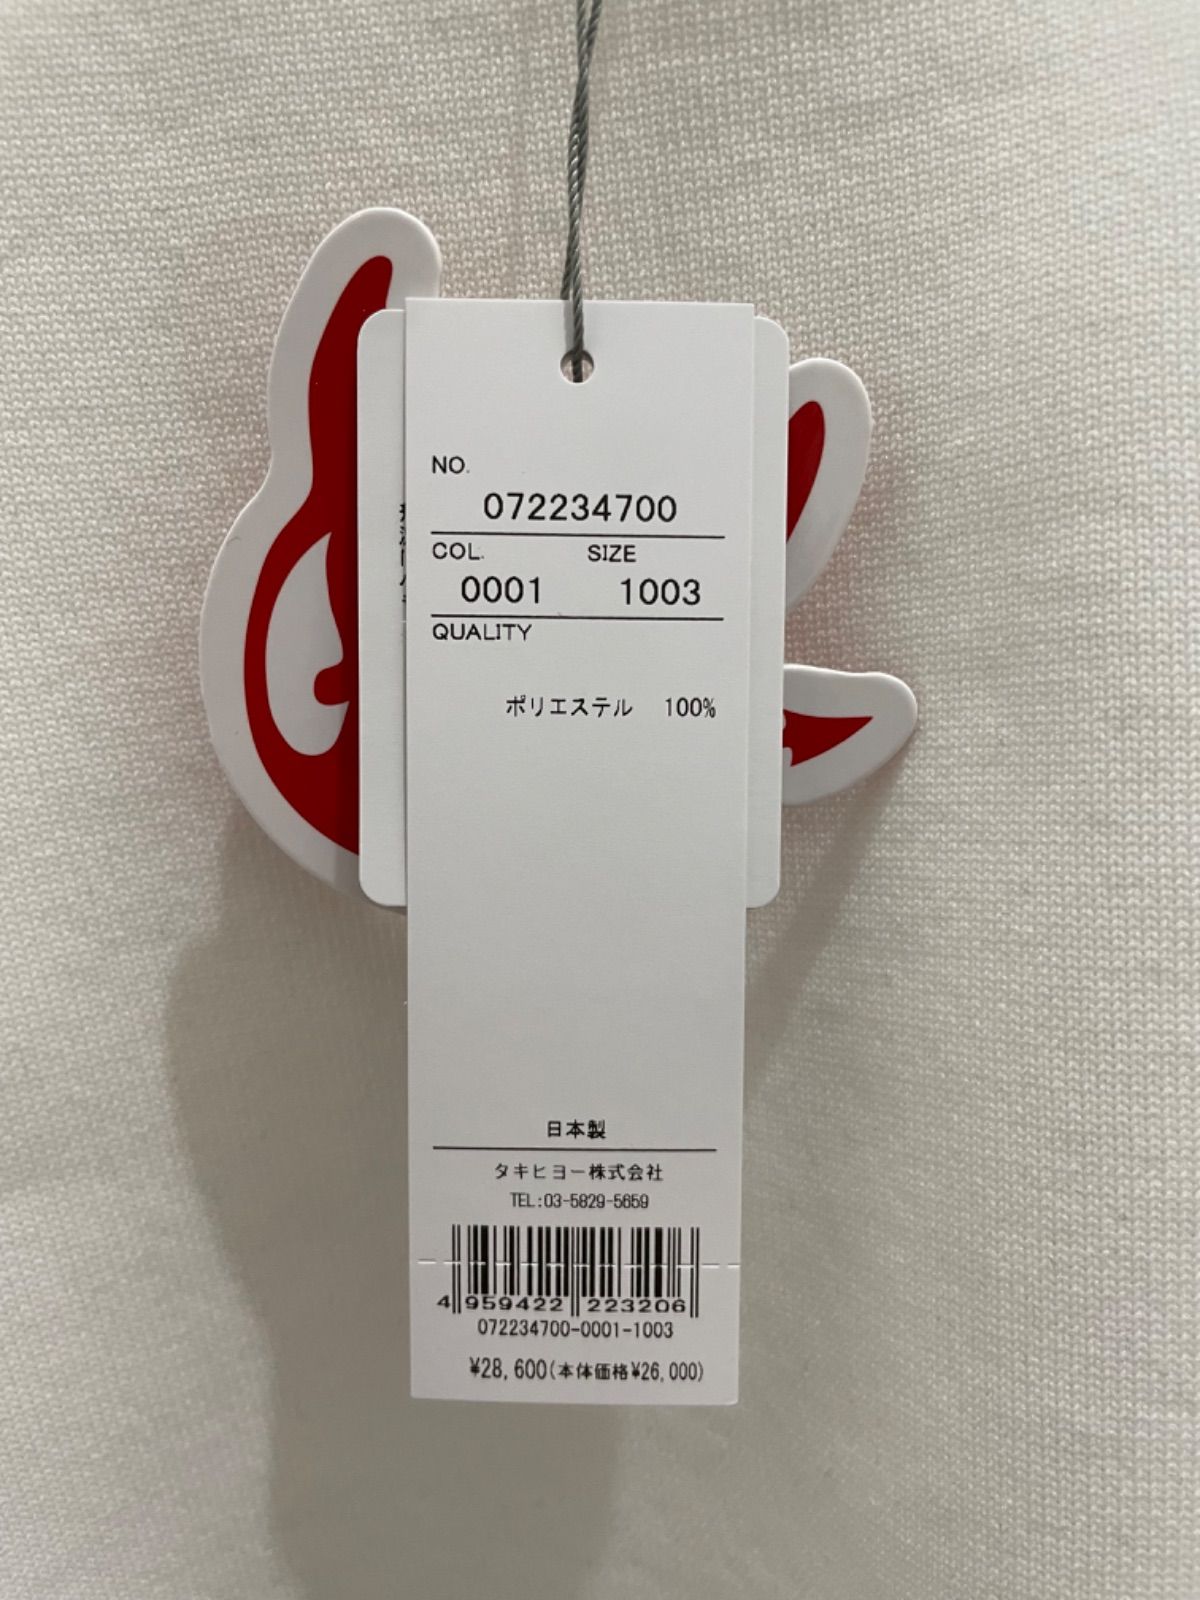 NO.
072234700
COL. SIZE
0001 1003
QUALITY
ポリエステル 100%
日本製
タキヒヨー株式会社
TEL:03-5829-5659
4 959422 223206
072234700-0001-1003
¥28,600(本体価格¥26,000)